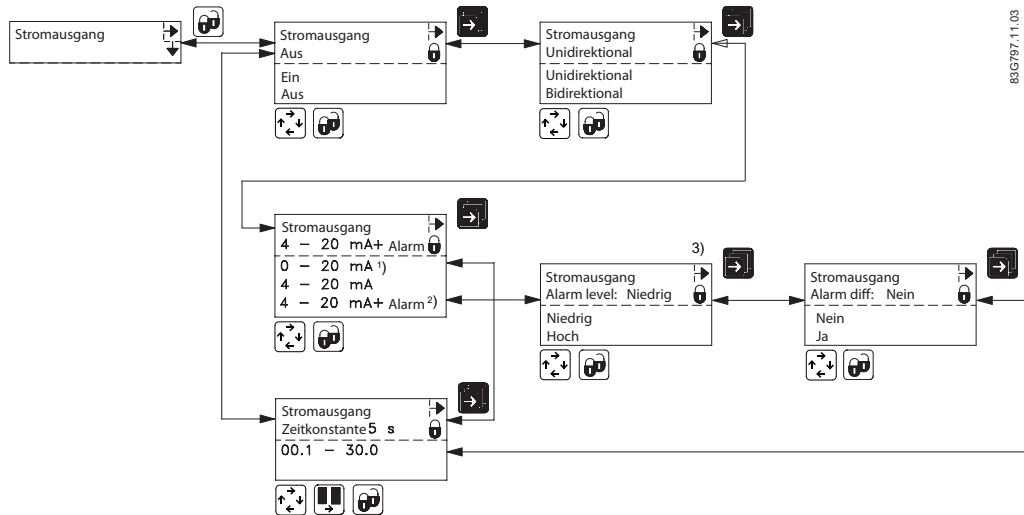 Stromausgang
Stromausgang
Aus
Ein
Aus
Stromausgang
Unidirektional
Unidirektional
Bidirektional
83G797.11.03
Stromausgang
4 – 20 mA+ Alarm
0 – 20 mA 1)
4 – 20 mA
4 – 20 mA+ Alarm 2)
3)
Stromausgang
Alarm level: Niedrig
Niedrig
Hoch
Stromausgang
Alarm diff: Nein
Nein
Ja
Stromausgang
Zeitkonstante 5 s
00.1 – 30.0